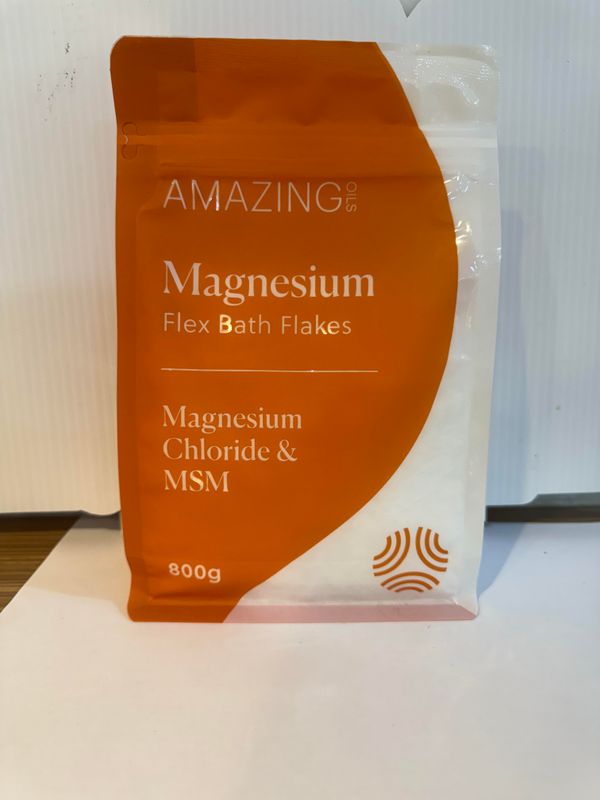 AMAZING OILS
Magnesium
Flex Bath Flakes
Magnesium
Chloride &
MSM
800g